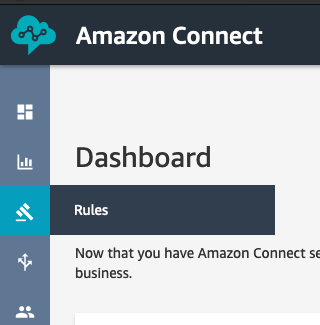 Amazon Connect
Dashboard
Rules
Now that you have Amazon Connect se
business.